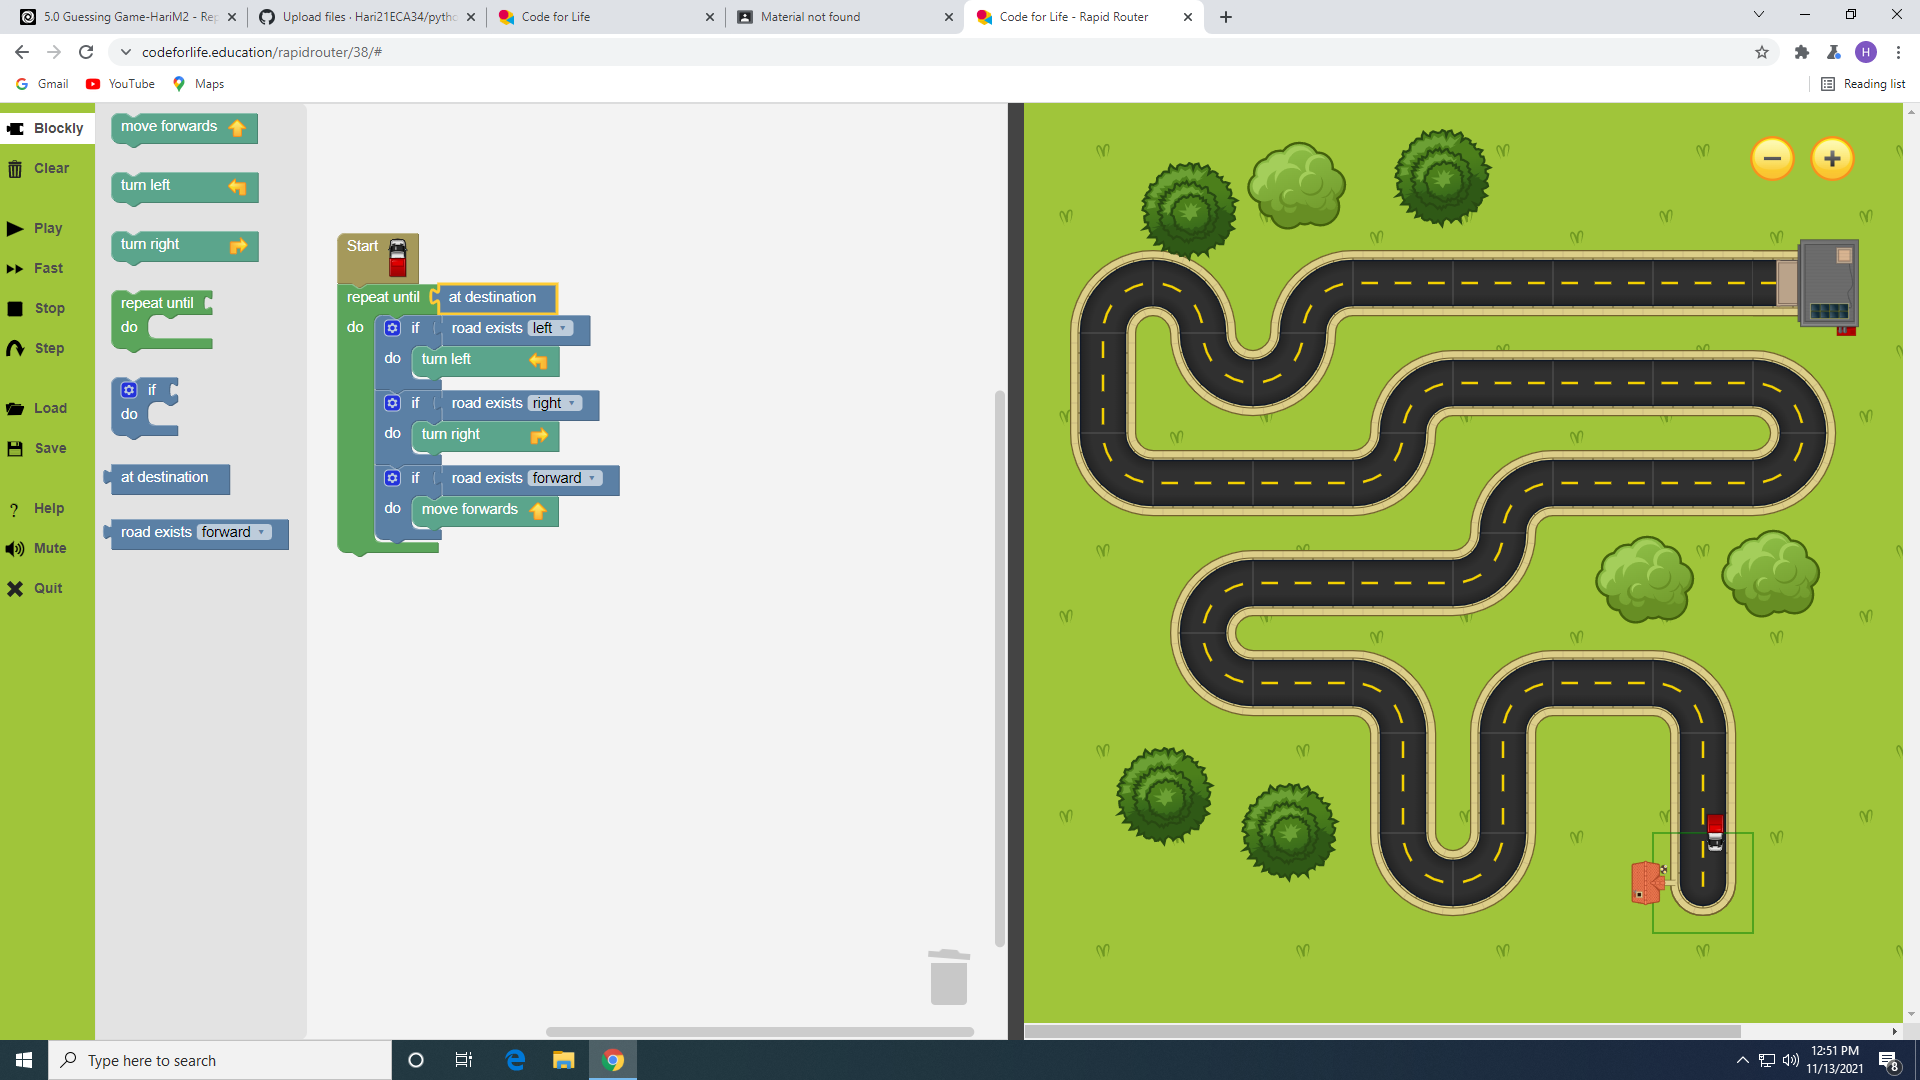 5.0 Guessing Game-HariM2 - Rep
Upload files · Hari21ECA34/pytho
Code for Life
Material not found
Code for Life - Rapid Router
codeforlife.education/rapidrouter/38/#
H
Gmail
YouTube
Maps
Reading list
Blockly
Clear
Play
Fast
Stop
Step
Load
Save
Help
Mute
Quit
move forwards
turn left
turn right
repeat until
do
if
do
at destination
road exists forward
Start
repeat until at destination
do if road exists left
do turn left
if road exists right
do turn right
if road exists forward
do move forwards
Type here to search
12:51 PM
11/13/2021
8